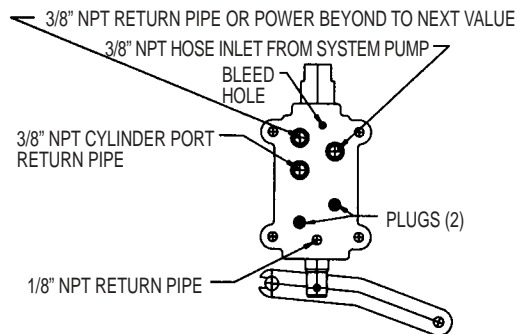 3/8” NPT RETURN PIPE OR POWER BEYOND TO NEXT VALUE
3/8” NPT HOSE INLET FROM SYSTEM PUMP
BLEED
HOLE
3/8” NPT CYLINDER PORT
RETURN PIPE
PLUGS (2)
1/8” NPT RETURN PIPE